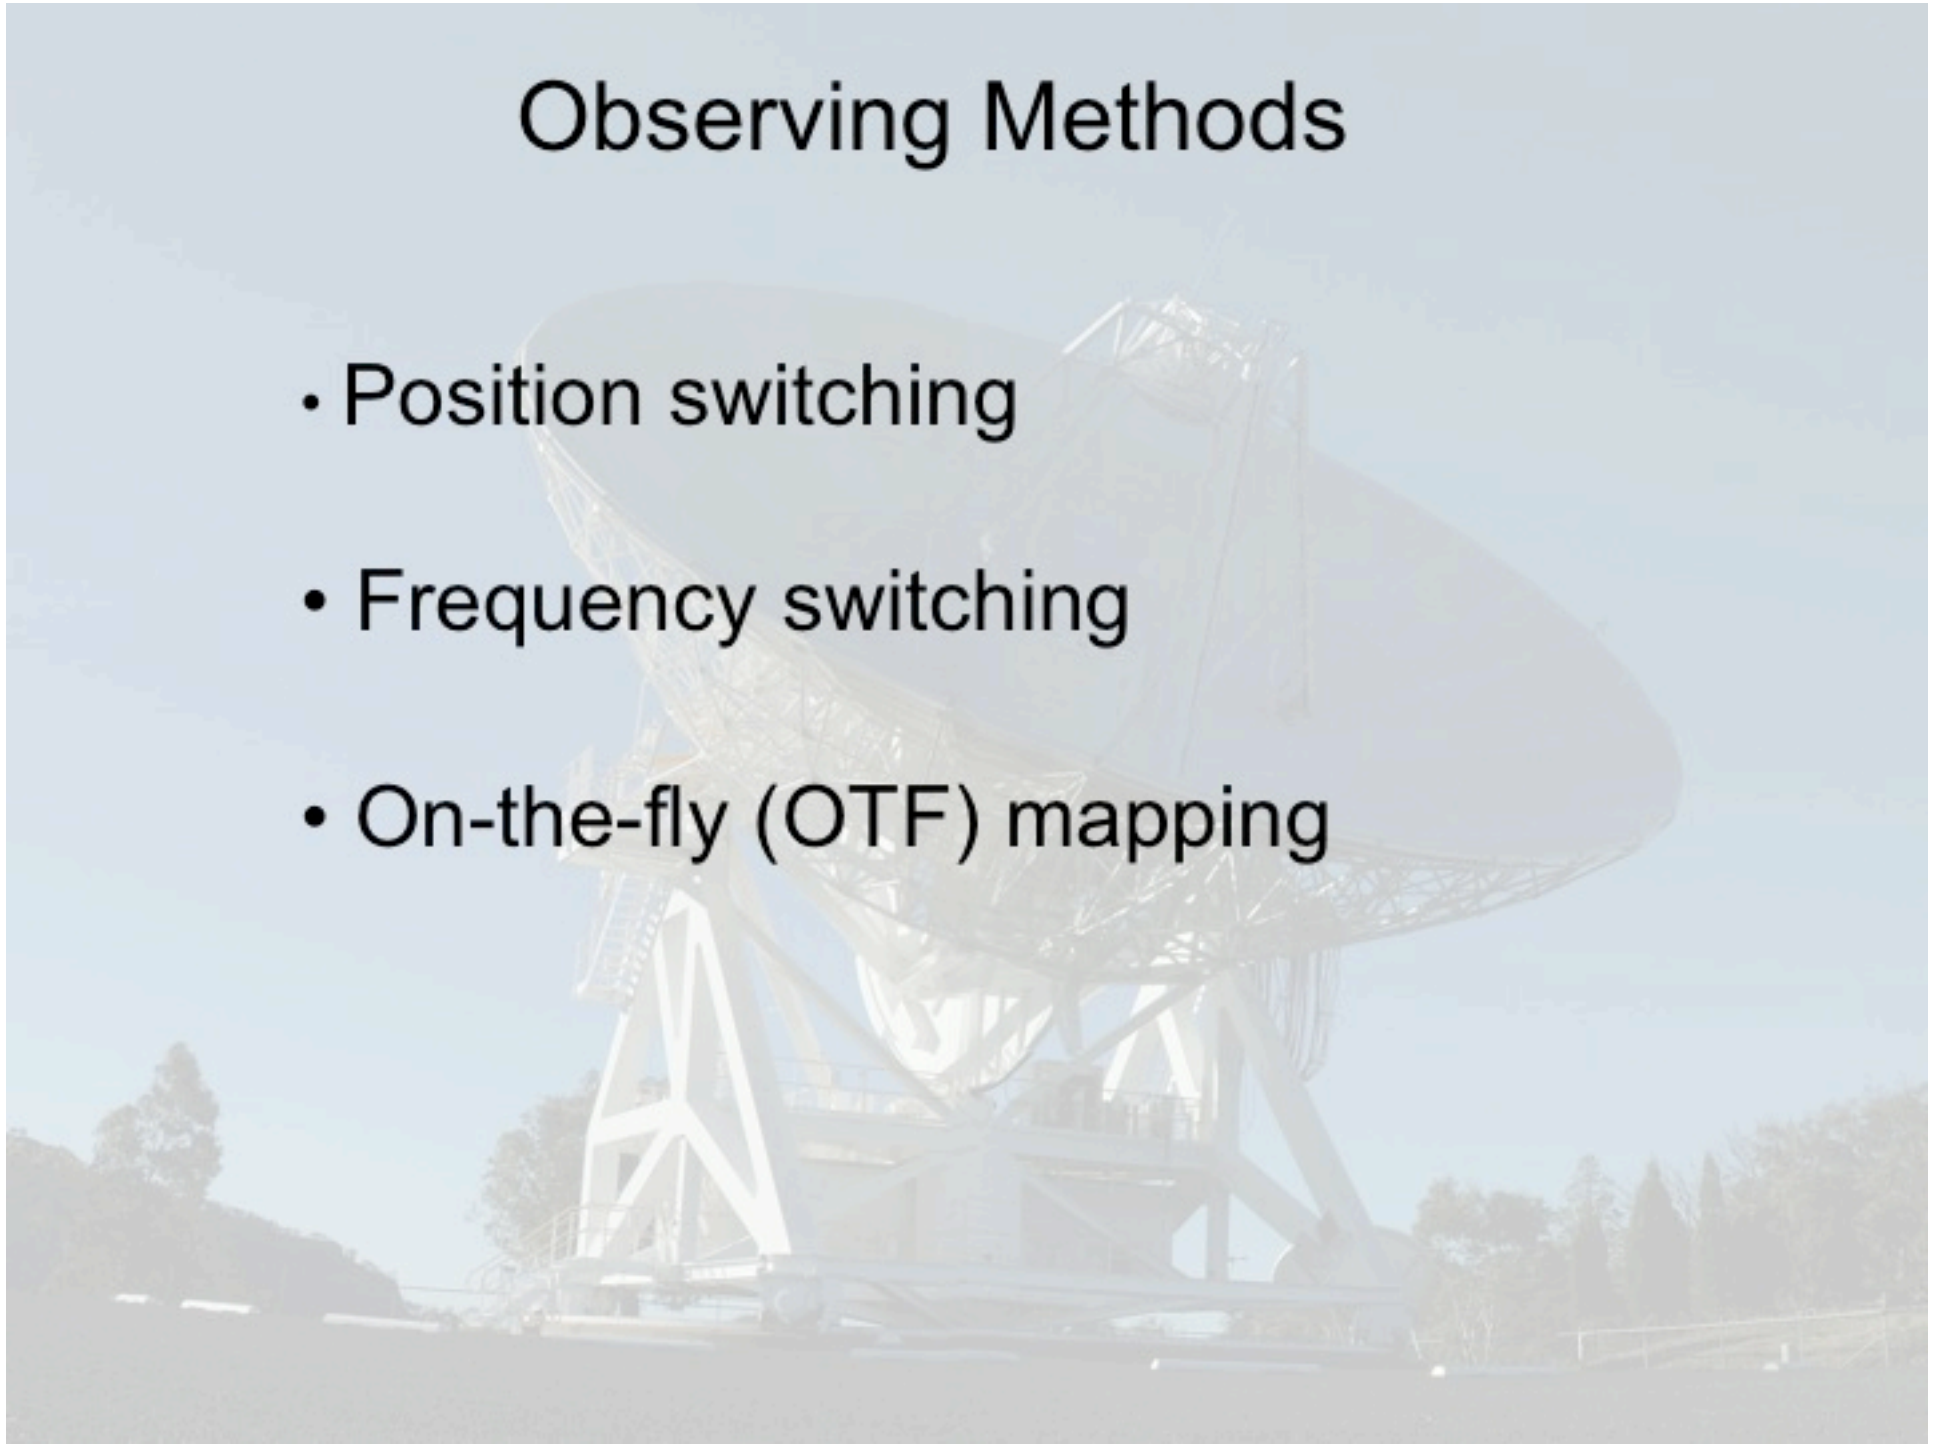 Observing Methods
• Position switching
• Frequency switching
• On-the-fly (OTF) mapping